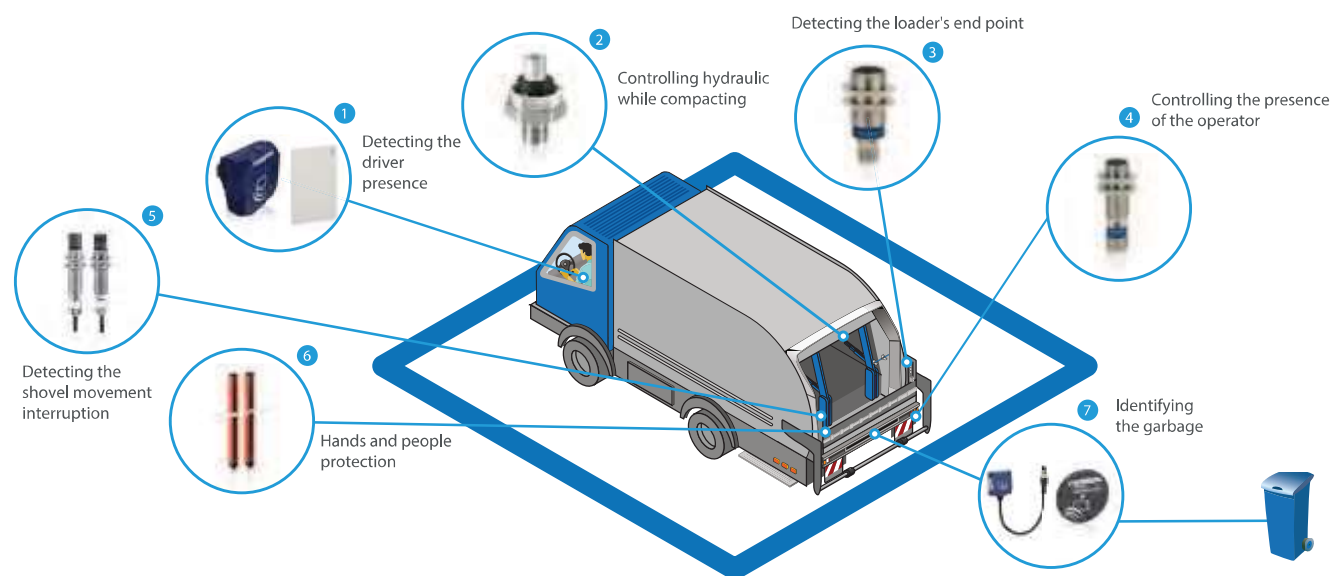 1
Detecting the
driver
presence
2
Controlling hydraulic
while compacting
Detecting the loader's end point
3
4
Controlling the presence
of the operator
5
Detecting the
shovel movement
interruption
6
Hands and people
protection
7
Identifying
the garbage